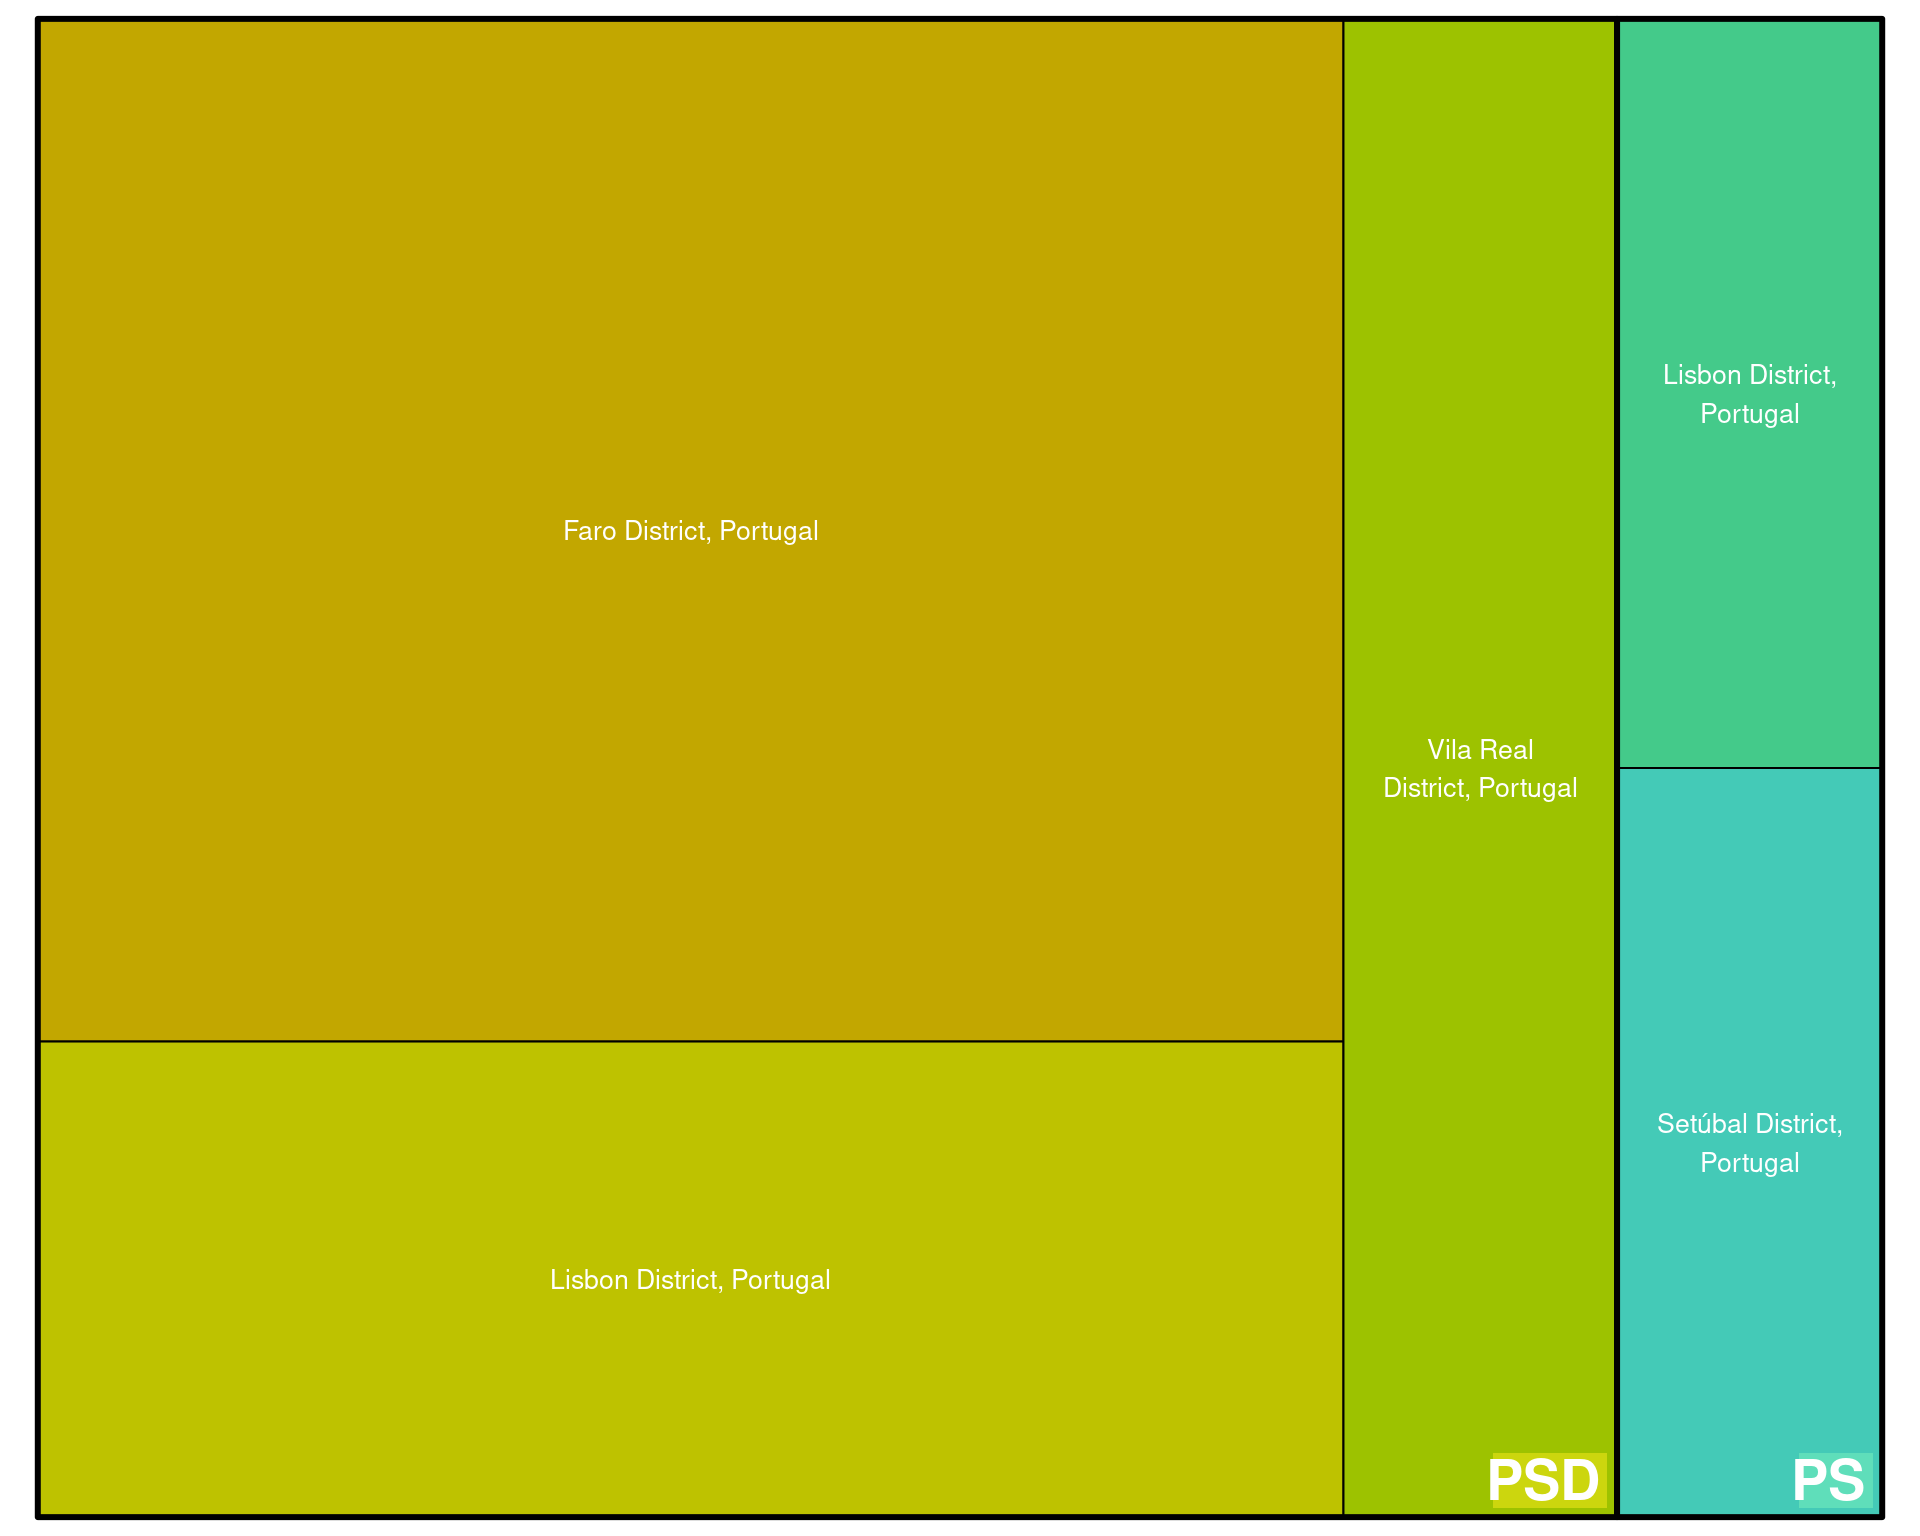 Faro District, Portugal
Lisbon District, Portugal
Vila Real
District, Portugal
PSD
Lisbon District,
Portugal
Setúbal District,
Portugal
PS